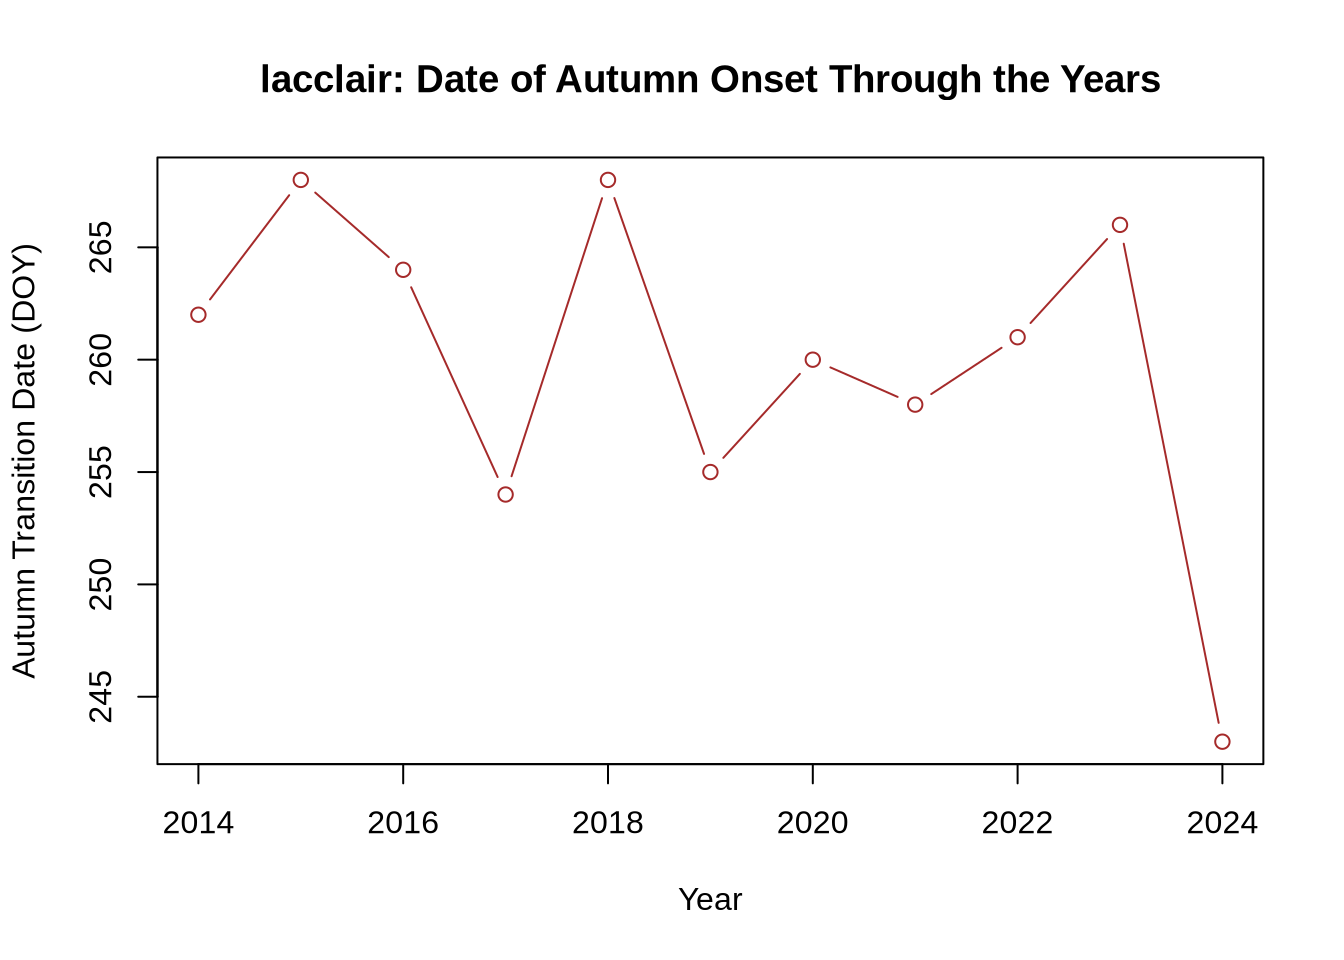 lacclair: Date of Autumn Onset Through the Years
Autumn Transition Date (DOY)
265
260
255
250
245
2014 2016 2018 2020 2022 2024
Year